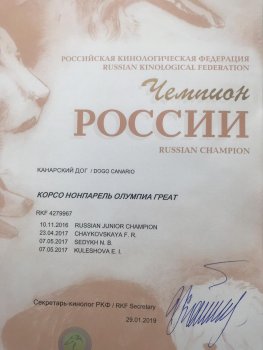 РОССИЙСКАЯ КИНОЛОГИЧЕСКАЯ ФЕДЕРАЦИЯ
RUSSIAN KINOLOGICAL FEDERATION
Чемпион
РОССИИ
RUSSIAN CHAMPION
КАНАРСКИЙ ДОГ / DOGO CANARIO
КОРСО НОНПАРЕЛЬ ОЛУМПИА ГРЕАТ
RKF 4279967
10.11.2016 RUSSIAN JUNIOR CHAMPION
23.04.2017 CHAYKOVSKAYA F. R.
07.05.2017 SEDYKH N. B.
07.05.2017 KULESHOVA E. I.
Секретарь-кинолог РКФ / RKF Secretary
29.01.2019